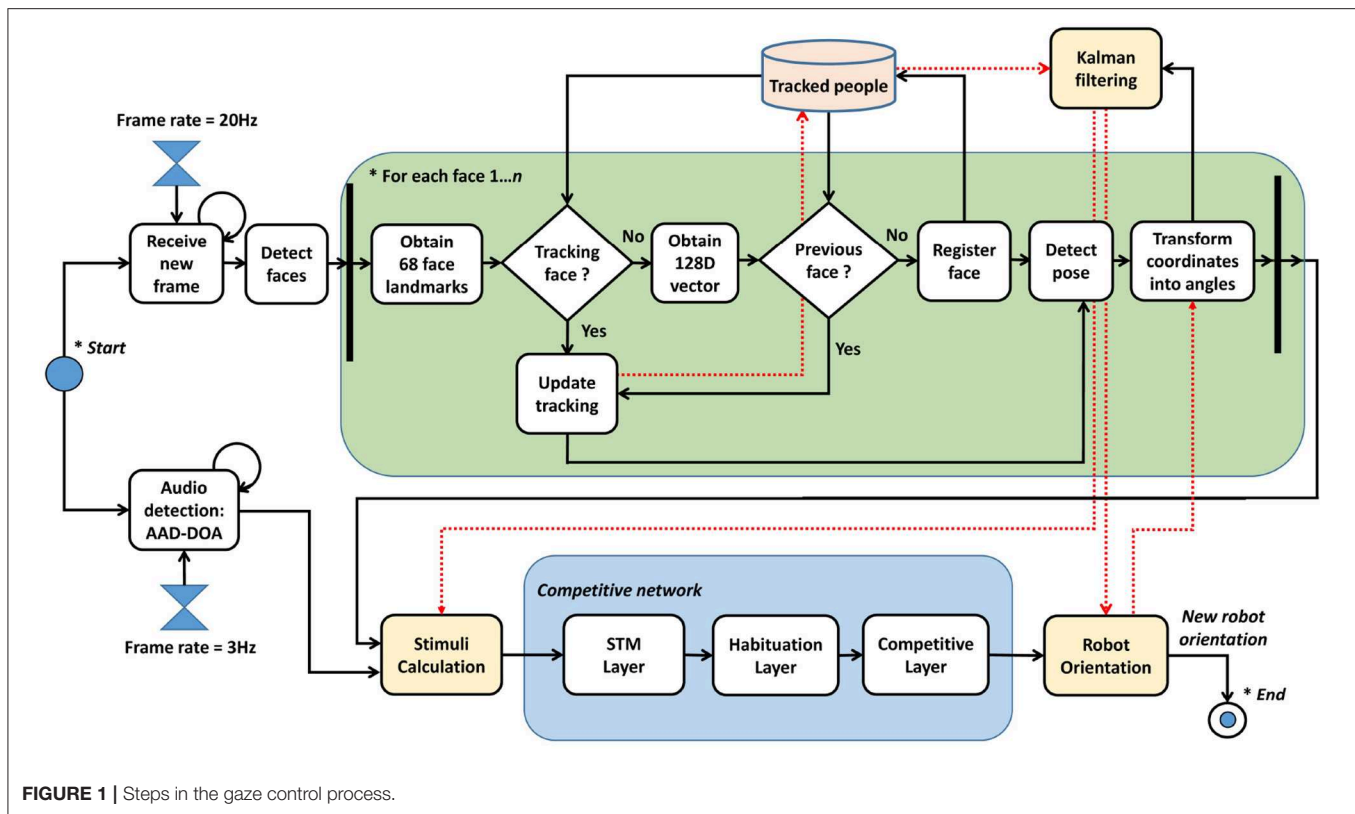 Tracked people
Kalman
filtering
Frame rate = 20Hz
* For each face 1...n
Receive
new
frame
Detect
faces
Obtain
68 face
landmarks
Tracking
face ?
No
Obtain
128D
vector
Previous
face ?
No
Register
face
Detect
pose
Transform
coordinates
into angles
Yes
Yes
* Start
Update
tracking
Audio
detection:
AAD-DOA
Frame rate = 3Hz
Competitive network
Stimuli
Calculation
STM
Layer
Habituation
Layer
Competitive
Layer
Robot
Orientation
New robot
orientation
* End
FIGURE 1 | Steps in the gaze control process.